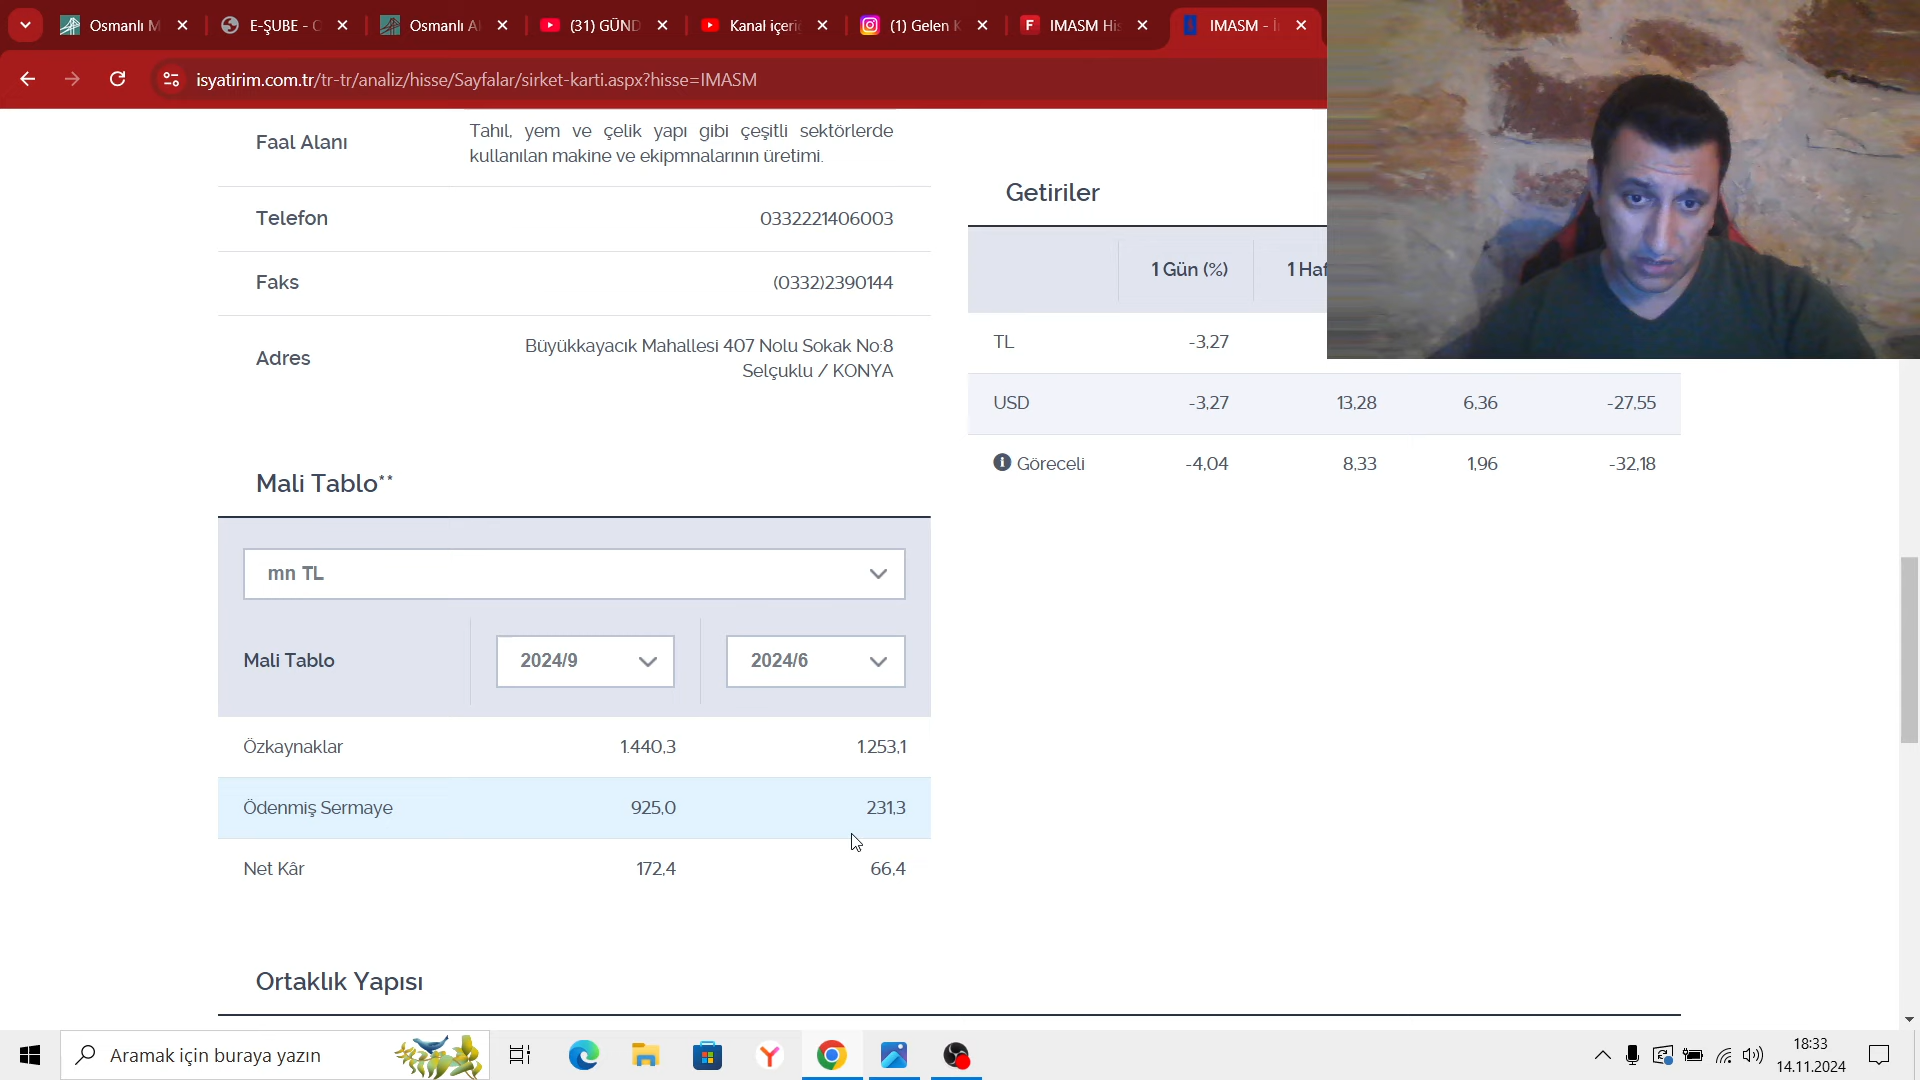 Osmanlı M
E-ŞUBE - O
Osmanlı Al
(31) GÜND
Kanal içeriğ
(1) Gelen K
IMASM His
IMASM - İ
isyatirim.com.tr/tr-tr/analiz/hisse/Sayfalar/sirket-karti.aspx?hisse=IMASM
Faal Alanı
Tahıl, yem ve çelik yapı gibi çeşitli sektörlerde
kullanılan makine ve ekipmnalarının üretimi.
Telefon 0332221406003
Faks (0332)2390144
Adres
Büyükkayacık Mahallesi 407 Nolu Sokak No:8
Selçuklu / KONYA
Getiriler
1 Gün (%) 1 Haf
TL -3,27
USD -3,27 13,28 6,36 -27,55
Göreceli -4,04 8,33 1,96 -32,18
Mali Tablo**
mn TL
Mali Tablo 2024/9 2024/6
Özkaynaklar 1.440,3 1.253,1
Ödenmiş Sermaye 925,0 231,3
Net Kâr 172,4 66,4
Ortaklık Yapısı
Aramak için buraya yazın
18:33
14.11.2024